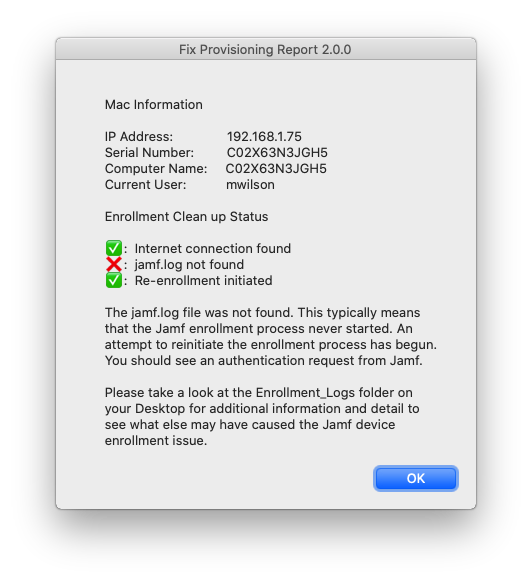 Fix Provisioning Report 2.0.0
Mac Information
IP Address: 192.168.1.75
Serial Number: C02X63N3JGH5
Computer Name: C02X63N3JGH5
Current User: mwilson
Enrollment Clean up Status
✅: Internet connection found
❌: jamf.log not found
✅: Re-enrollment initiated
The jamf.log file was not found. This typically means
that the Jamf enrollment process never started. An
attempt to reinitiate the enrollment process has begun.
You should see an authentication request from Jamf.
Please take a look at the Enrollment_Logs folder on
your Desktop for additional information and detail to
see what else may have caused the Jamf device
enrollment issue.
OK